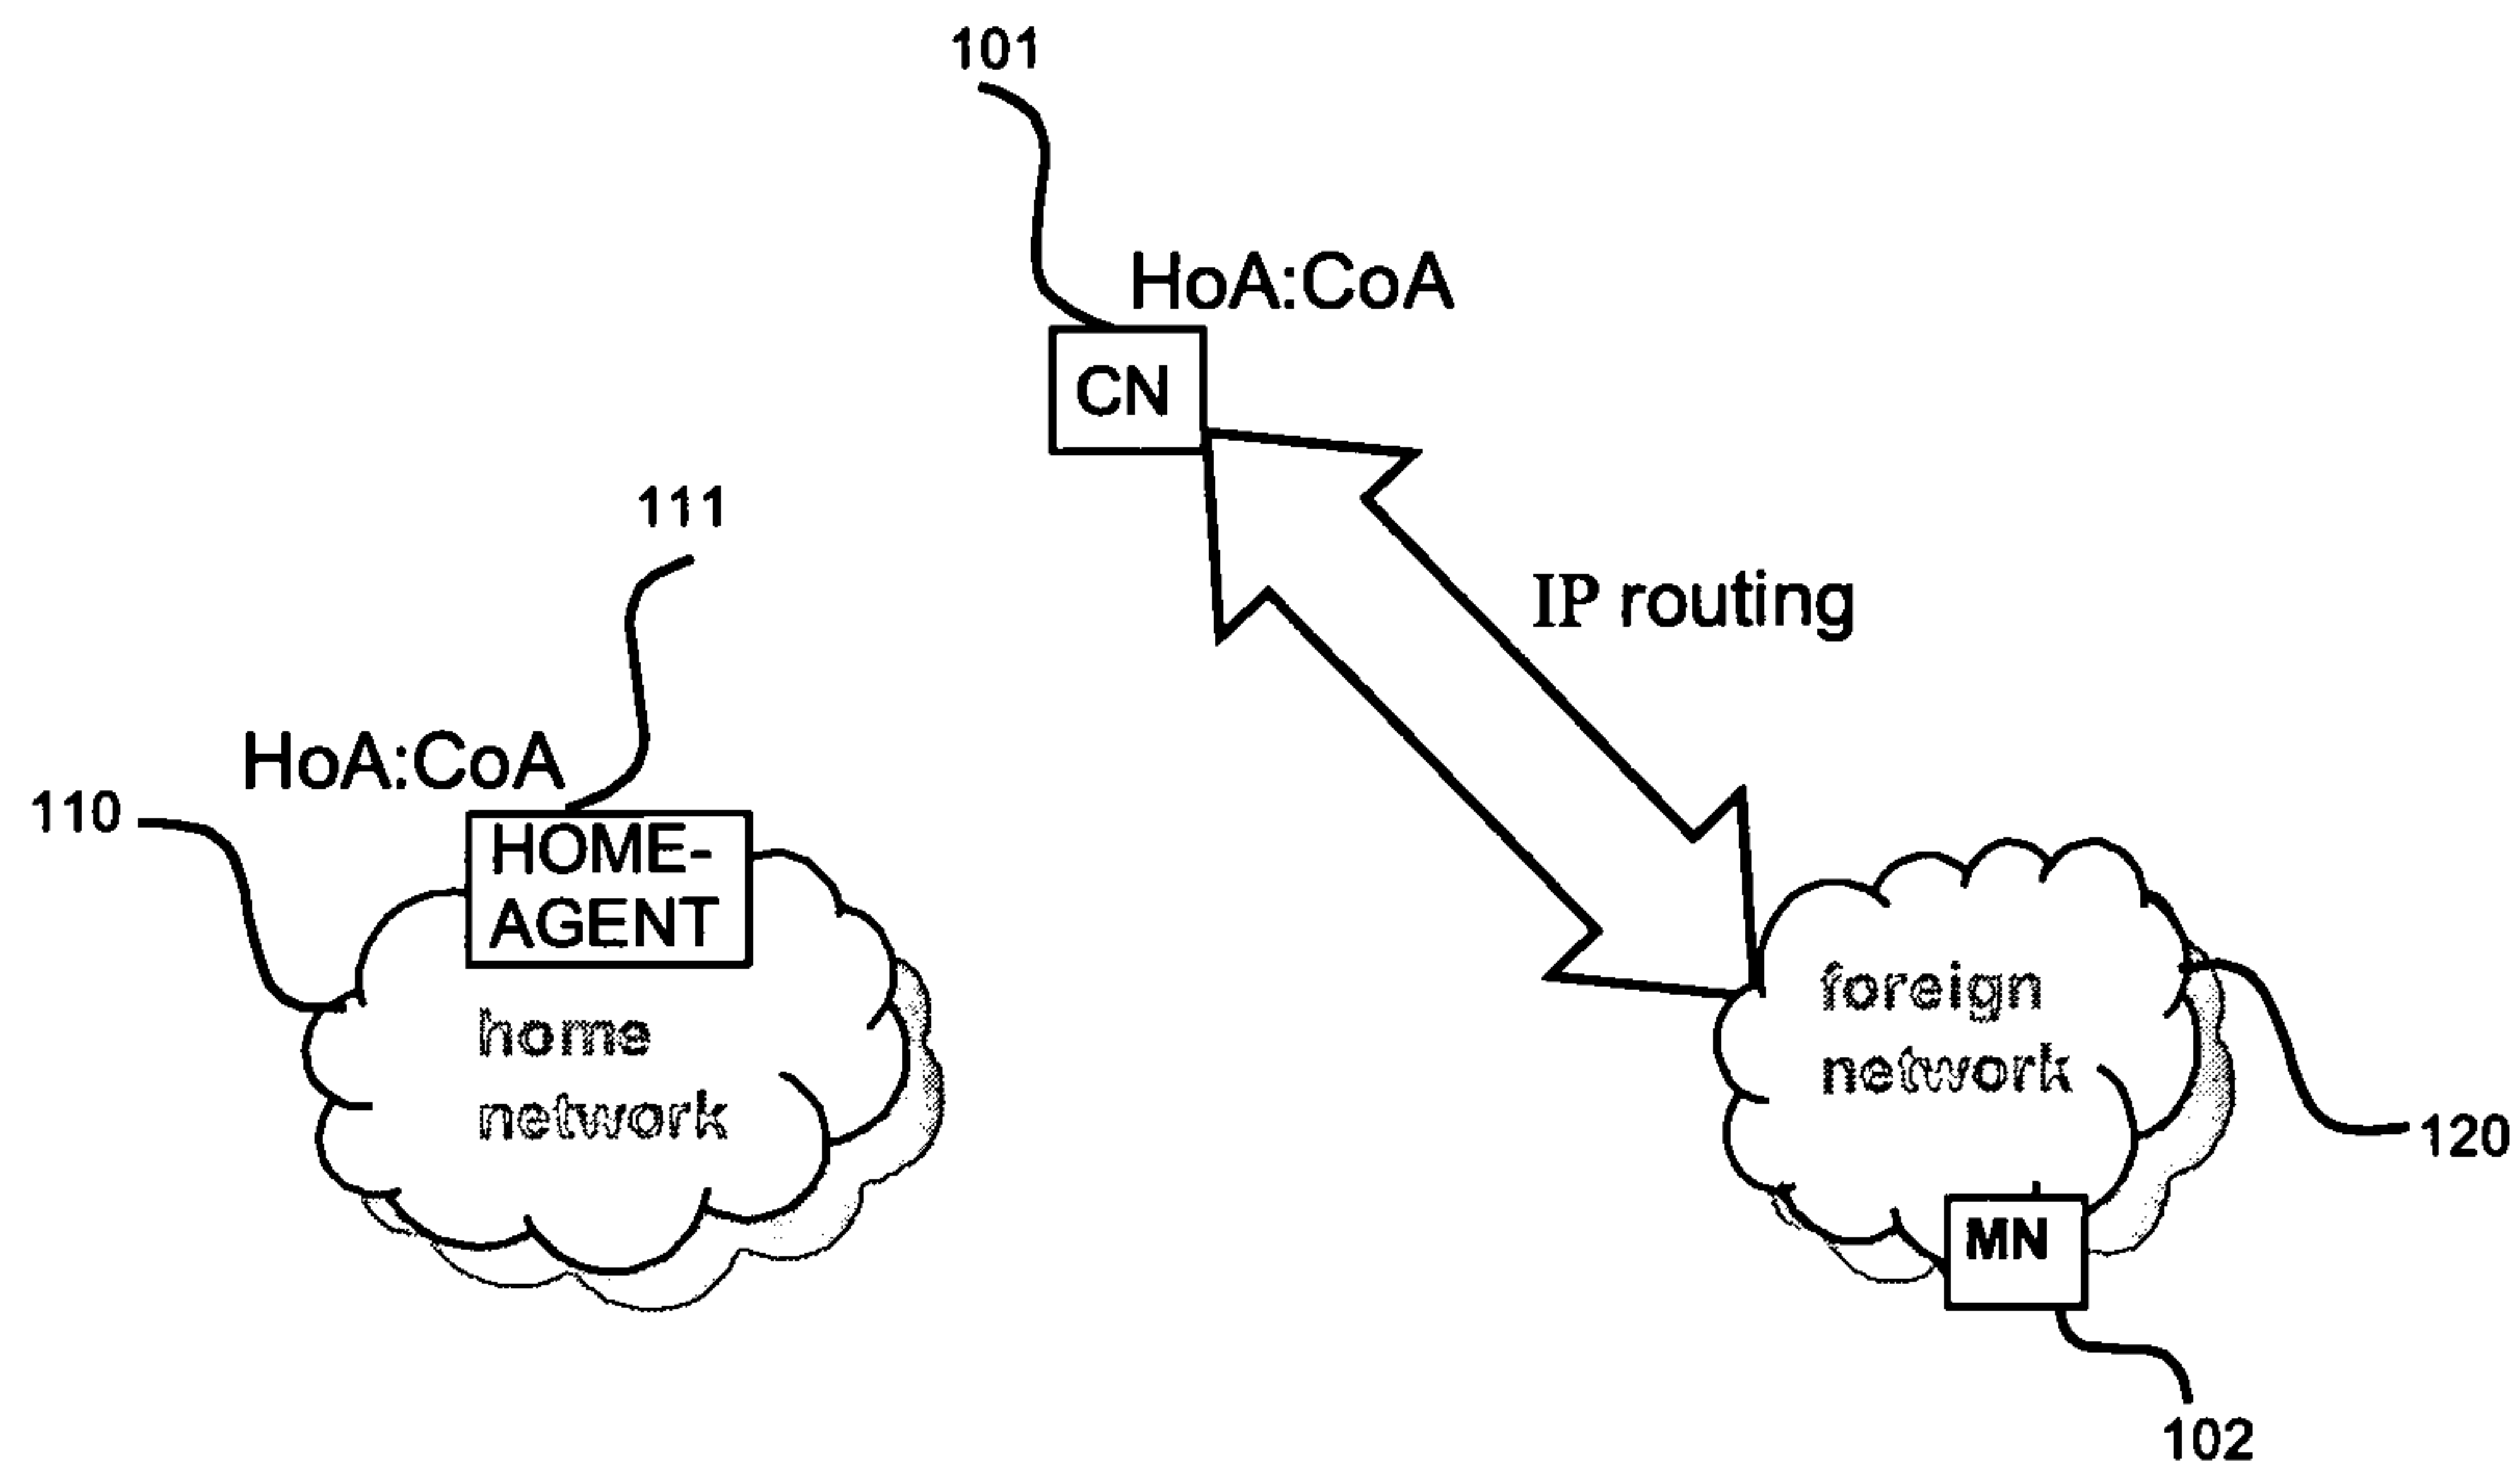 101
HoA:CoA
CN
111
IP routing
HoA:CoA
110
HOME-
AGENT
home
network
foreign
network
120
MN
102